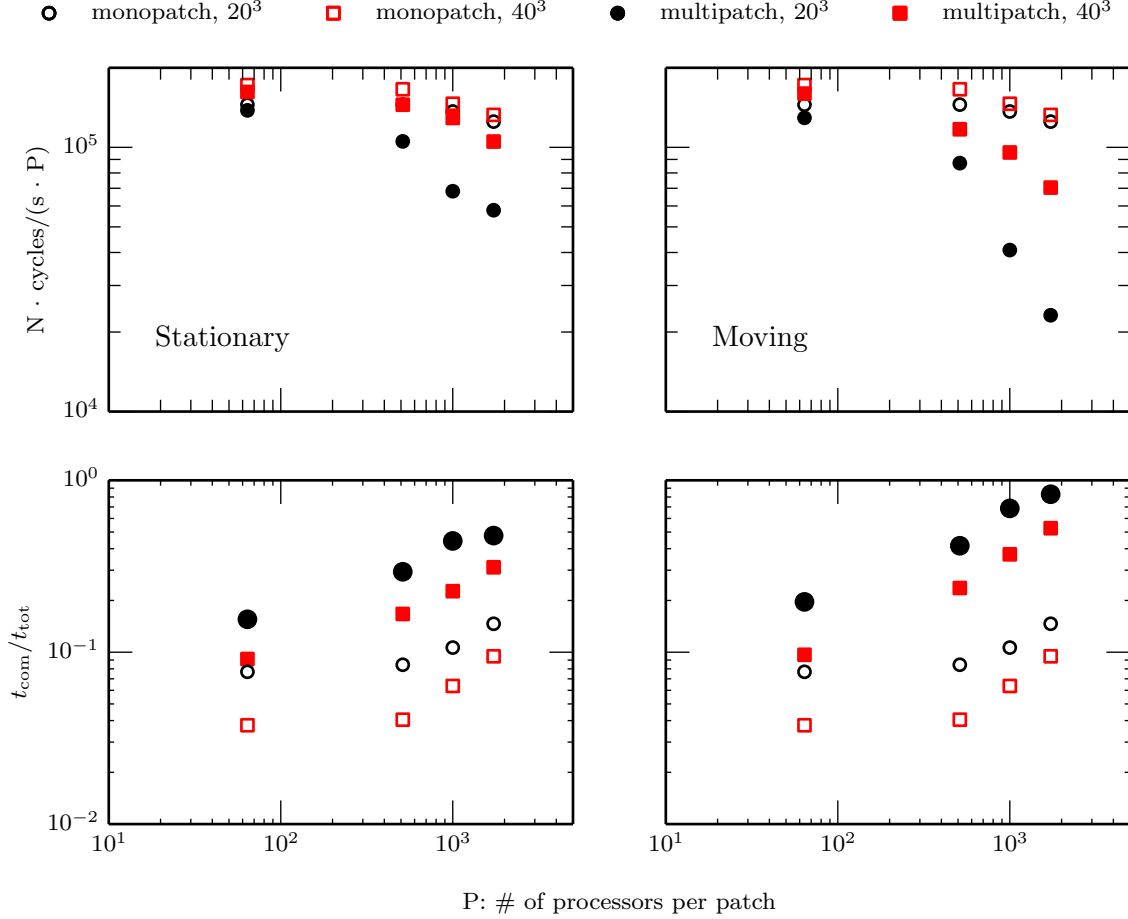 monopatch, 20³ monopatch, 40³ multipatch, 20³ multipatch, 40³
N · cycles/(s · P)
10⁵
10⁴
Stationary
Moving
t_com/t_tot
10⁰
10⁻¹
10⁻²
10¹ 10² 10³
10¹ 10² 10³
P: # of processors per patch